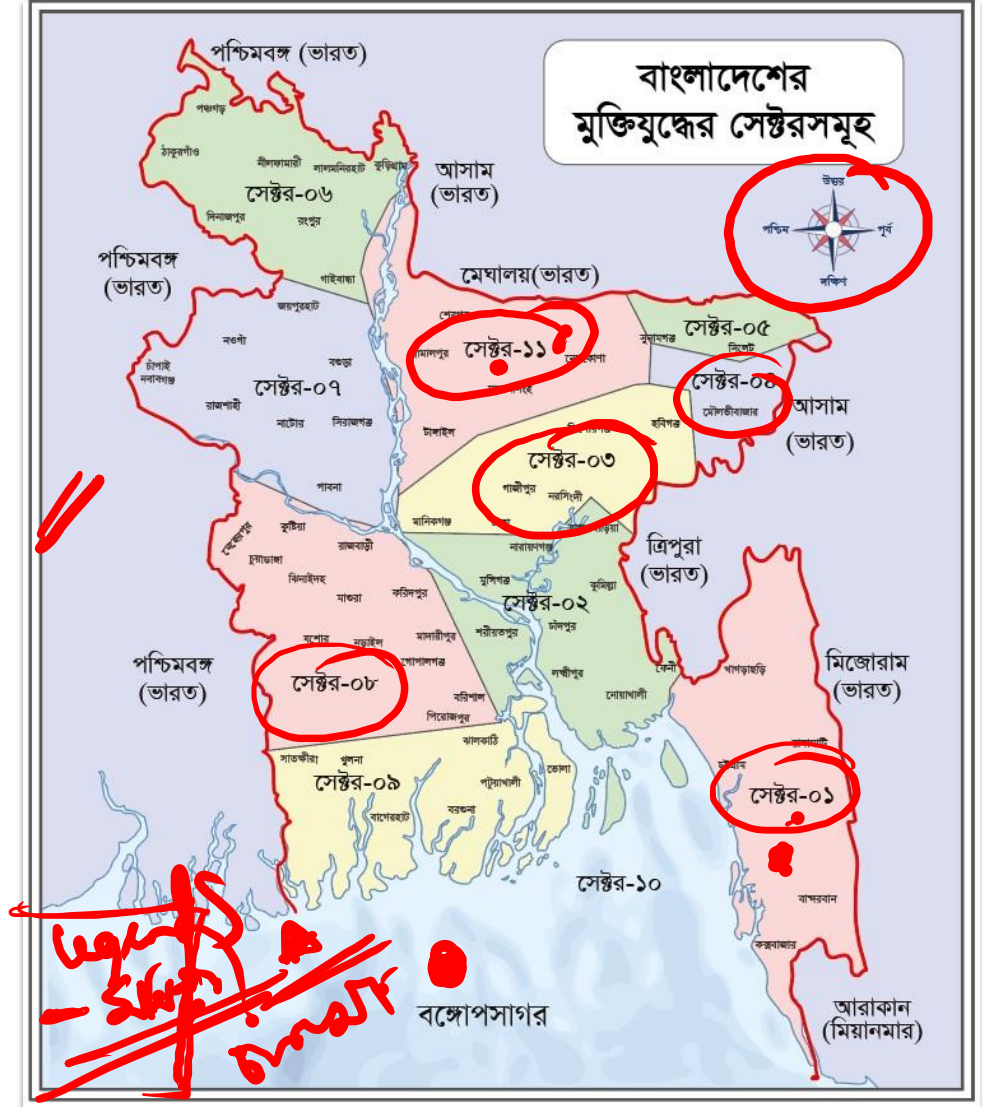 পশ্চিমবঙ্গ (ভারত)
বাংলাদেশের
মুক্তিযুদ্ধের সেক্টরসমূহ
পঞ্চগড়
ঠাকুরগাঁও
নীলফামারী
লালমনিরহাট
কুড়িগ্রাম
আসাম
(ভারত)
উত্তর
পশ্চিম
পূর্ব
দক্ষিণ
সেক্টর-০৬
দিনাজপুর
রংপুর
পশ্চিমবঙ্গ
(ভারত)
গাইবান্ধা
মেঘালয়(ভারত)
জয়পুরহাট
সেক্টর-০৫
সুনামগঞ্জ
সিলেট
নওগাঁ
সেক্টর-১১
বগুড়া
চাঁপাই
নবাবগঞ্জ
সেক্টর-০৭
সেক্টর-০৪
মৌলভীবাজার
আসাম
(ভারত)
রাজশাহী
নাটোর
সিরাজগঞ্জ
টাঙ্গাইল
হবিগঞ্জ
সেক্টর-০৩
পাবনা
গাজীপুর
নরসিংদী
মানিকগঞ্জ
মেহেরপুর
কুষ্টিয়া
রাজবাড়ী
নারায়ণগঞ্জ
ত্রিপুরা
(ভারত)
চুয়াডাঙ্গা
ঝিনাইদহ
মাগুরা
ফরিদপুর
মুন্সিগঞ্জ
কুমিল্লা
সেক্টর-০২
যশোর
নড়াইল
মাদারীপুর
শরীয়তপুর
চাঁদপুর
পশ্চিমবঙ্গ
(ভারত)
গোপালগঞ্জ
লক্ষ্মীপুর
ফেনী
খাগড়াছড়ি
মিজোরাম
(ভারত)
সেক্টর-০৮
নোয়াখালী
বরিশাল
পিরোজপুর
ঝালকাঠি
সাতক্ষীরা
খুলনা
সেক্টর-০৯
পটুয়াখালী
ভোলা
বাগেরহাট
বরগুনা
সেক্টর-০১
সেক্টর-১০
বান্দরবান
কক্সবাজার
বঙ্গোপসাগর
আরাকান
(মিয়ানমার)